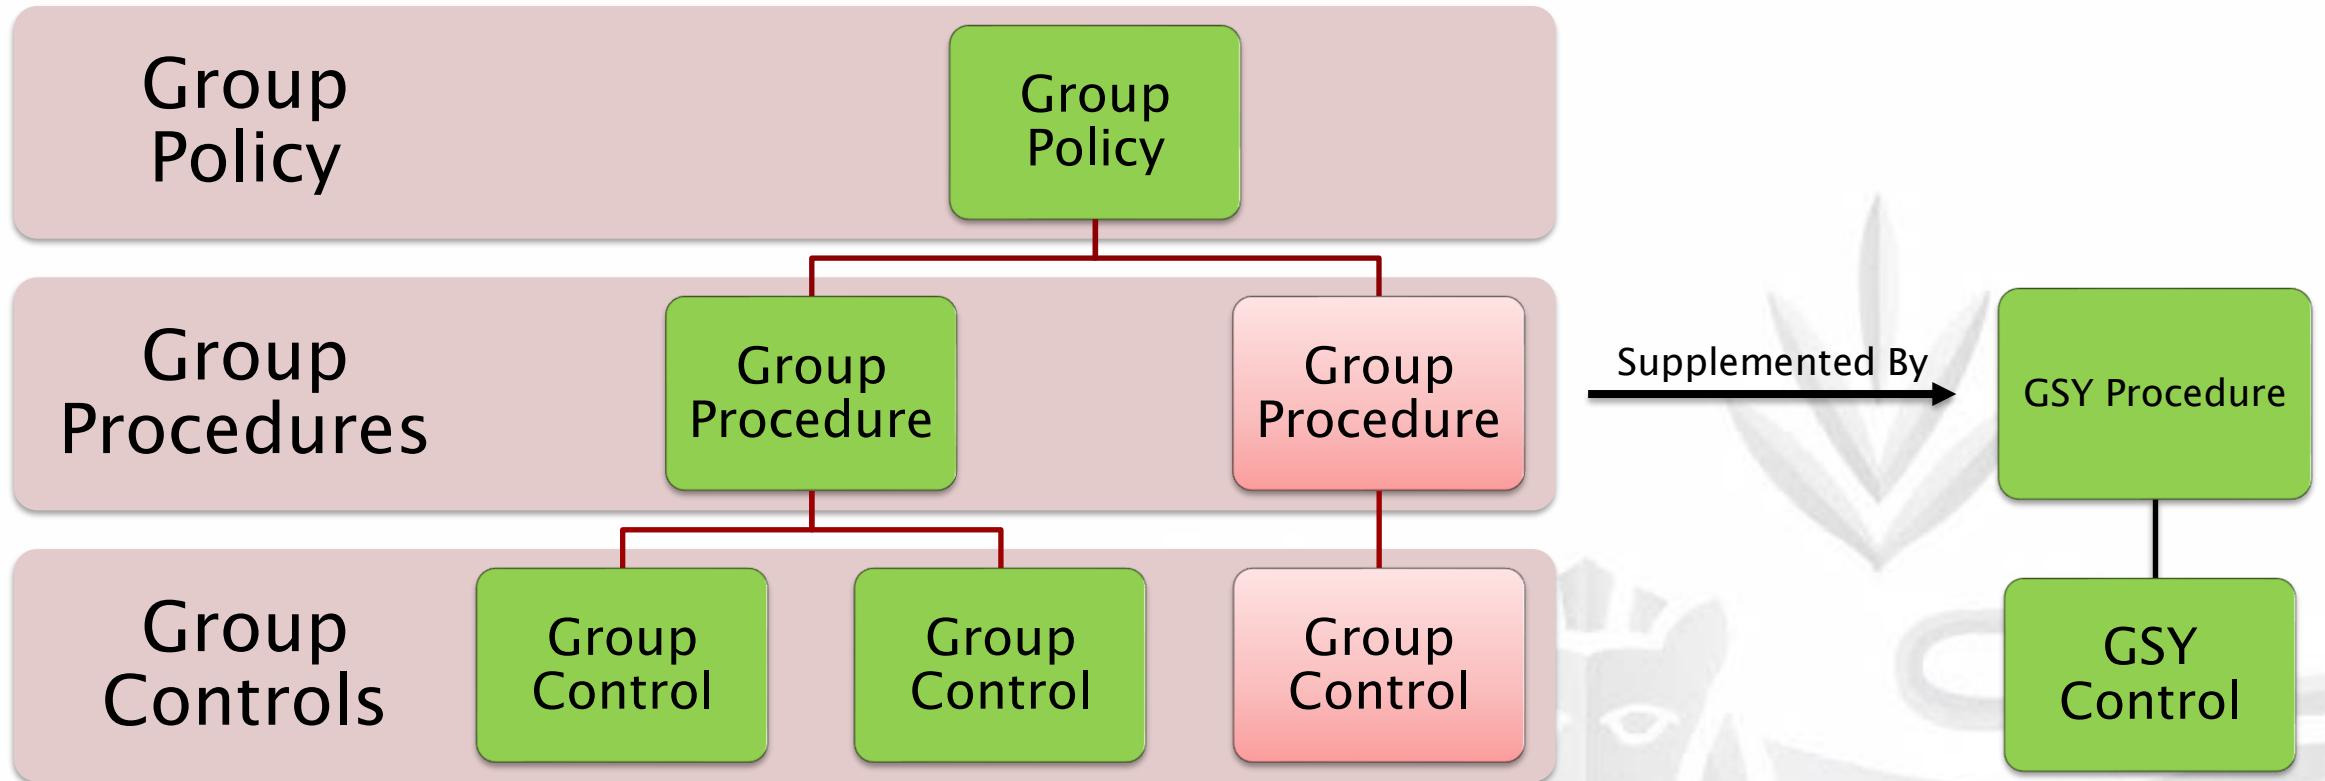 Group
Policy
Group
Policy
Group
Procedures
Group
Procedure
Group
Procedure
Supplemented By
GSY Procedure
Group
Controls
Group
Control
Group
Control
Group
Control
GSY
Control